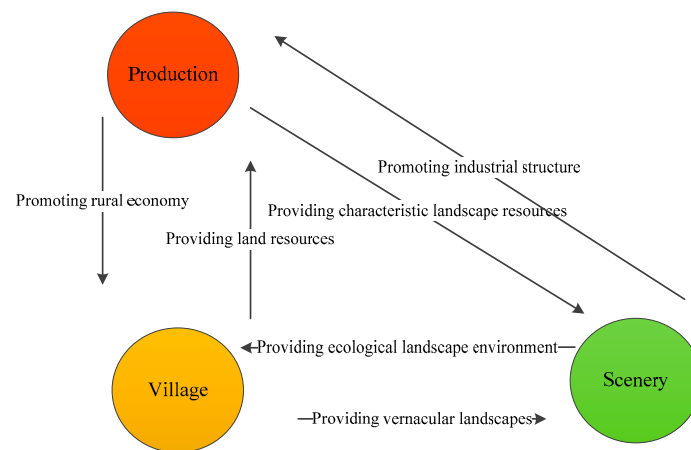 Production
Promoting industrial structure
Promoting rural economy
Providing characteristic landscape resources
Providing land resources
Providing ecological landscape environment
Scenery
Village
Providing vernacular landscapes